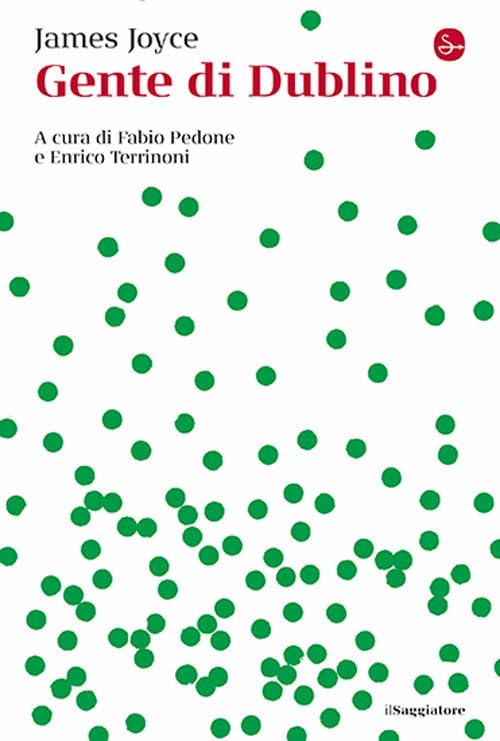 James Joyce
Gente di Dublino
A cura di Fabio Pedone
e Enrico Terrinoni
ilSaggiatore